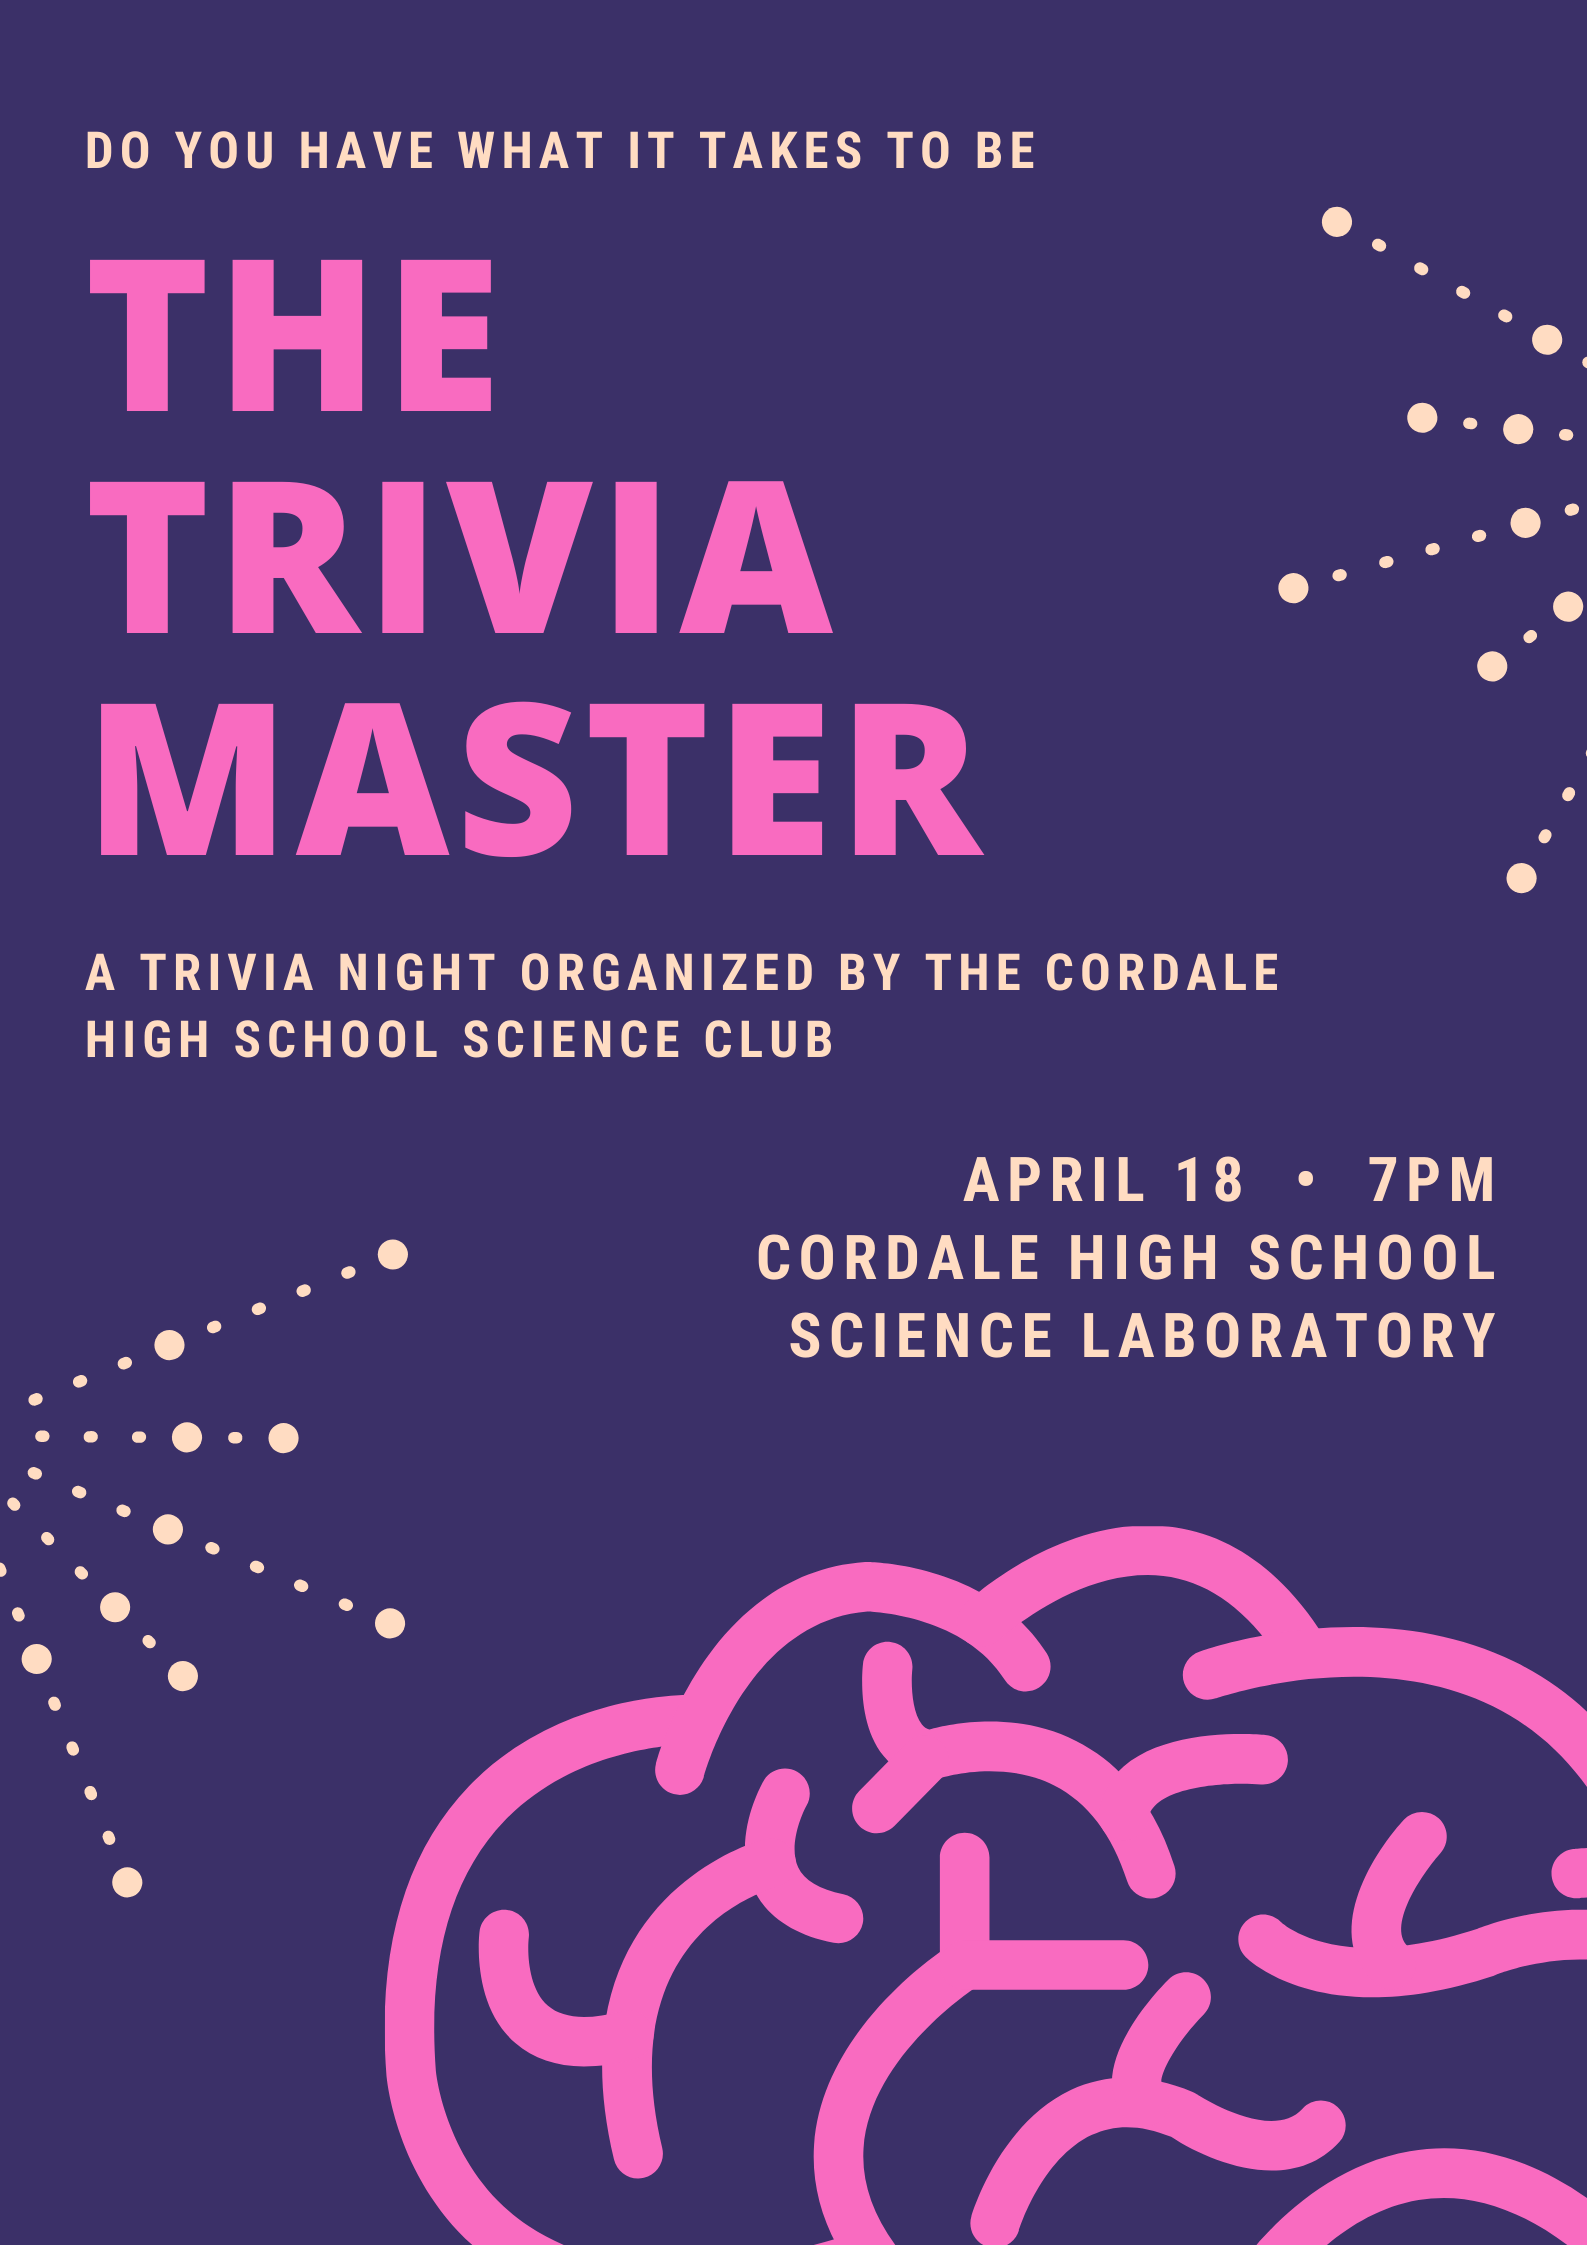 DO YOU HAVE WHAT IT TAKES TO BE
THE
TRIVIA
MASTER
A TRIVIA NIGHT ORGANIZED BY THE CORDALE
HIGH SCHOOL SCIENCE CLUB
APRIL 18 • 7PM
CORDALE HIGH SCHOOL
SCIENCE LABORATORY